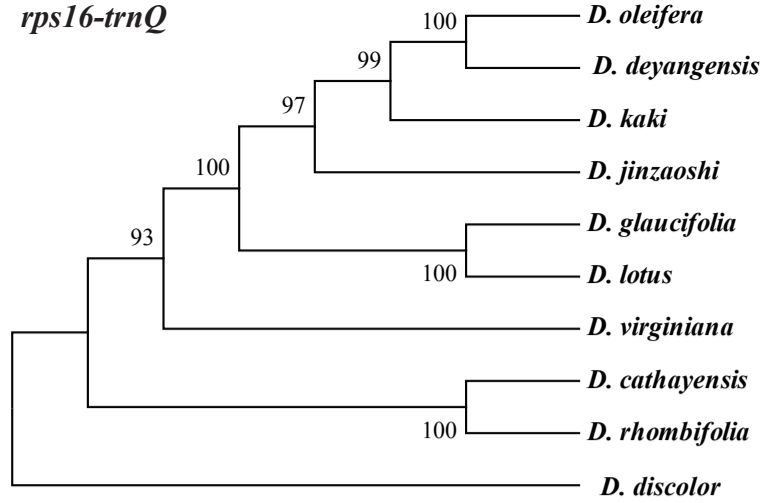 rps16-trnQ
100
D. oleifera
D. deyangensis
99
D. kaki
97
D. jinzaoshi
100
D. glaucifolia
100
D. lotus
93
D. virginiana
D. cathayensis
100
D. rhombifolia
D. discolor